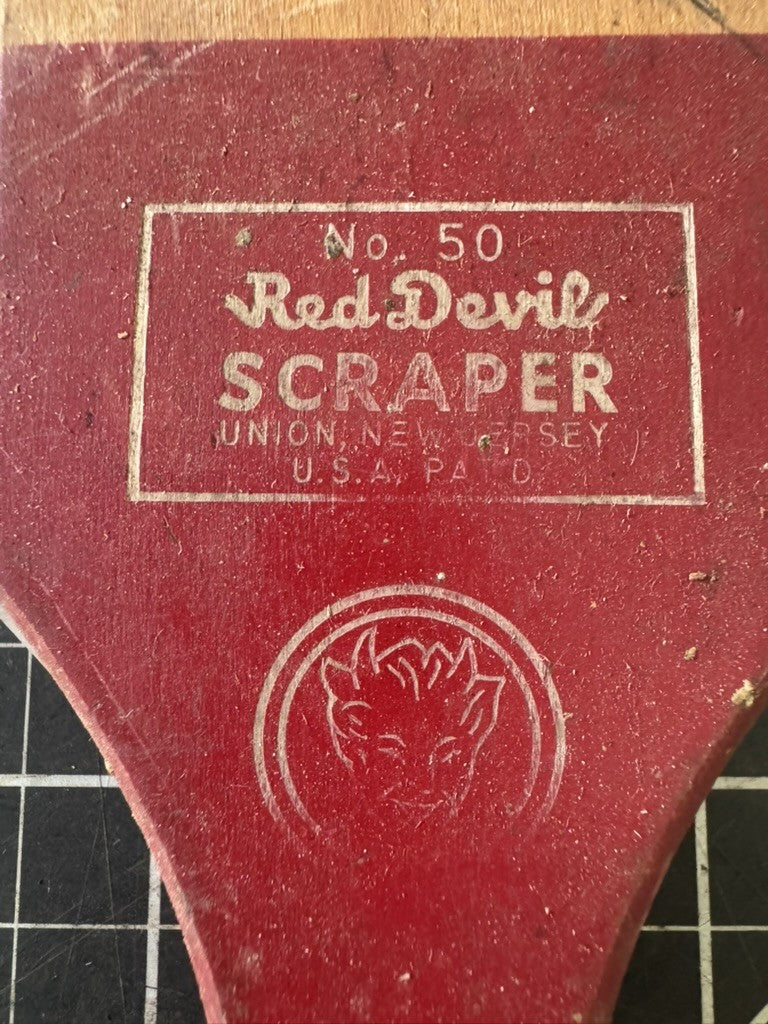 No. 50
Red Devil
SCRAPER
UNION, NEW JERSEY
U.S.A. PAT'D